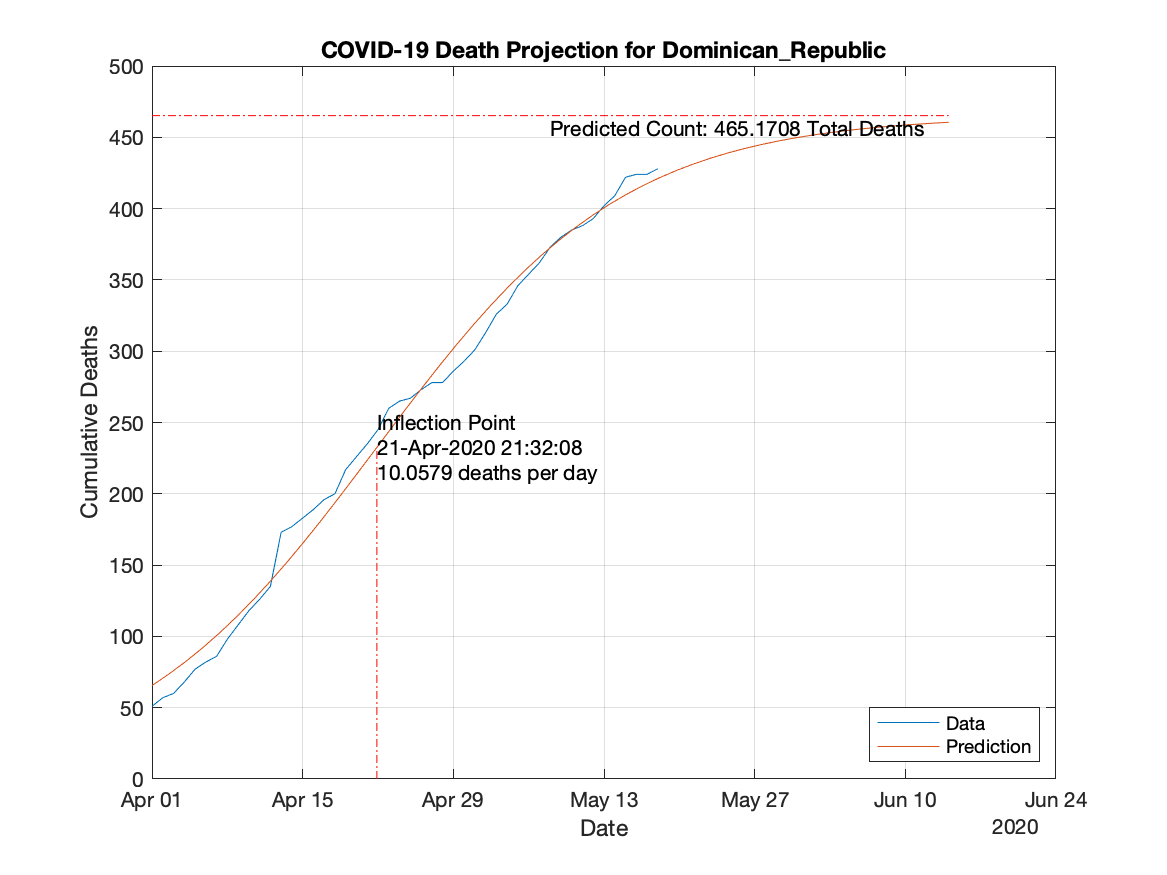 COVID-19 Death Projection for Dominican_Republic
500
450
400
350
300
250
200
150
100
50
0
Cumulative Deaths
Predicted Count: 465.1708 Total Deaths
Inflection Point
21-Apr-2020 21:32:08
10.0579 deaths per day
Data
Prediction
Apr 01
Apr 15
Apr 29
May 13
May 27
Jun 10
Jun 24
Date
2020